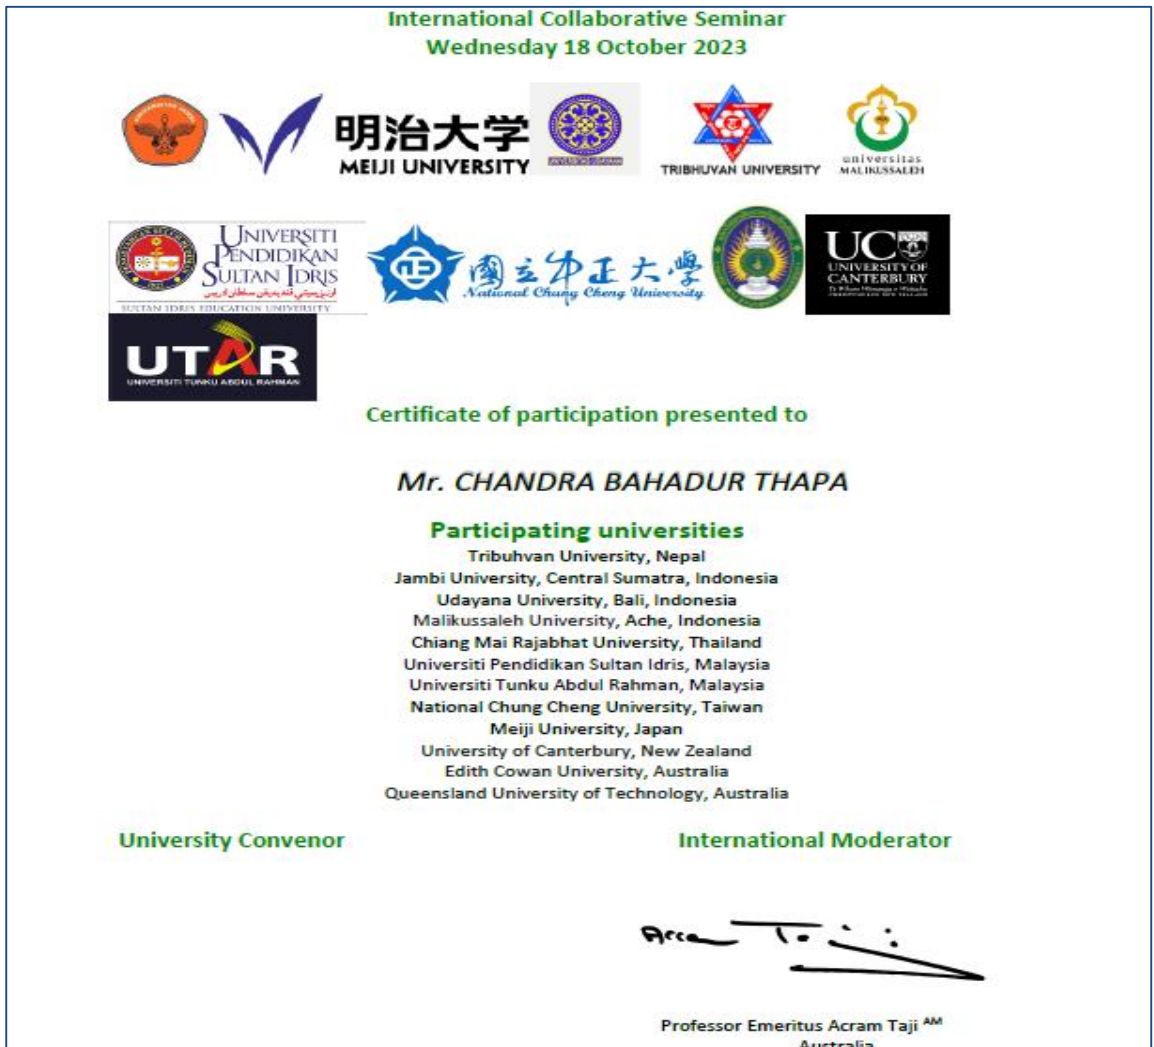 International Collaborative Seminar
Wednesday 18 October 2023
明治大学
MEIJI UNIVERSITY
TRIBHUVAN UNIVERSITY
universitas
MALIKUSSALEH
UNIVERSITI
PENDIDIKAN
SULTAN IDRIS
اونيۏرسيتي ڤنديديقن سلطان ادريس
SULTAN IDRIS EDUCATION UNIVERSITY
國立中正大學
National Chung Cheng University
UC
UNIVERSITY OF
CANTERBURY
UTAR
UNIVERSITI TUNKU ABDUL RAHMAN
Certificate of participation presented to
Mr. CHANDRA BAHADUR THAPA
Participating universities
Tribuhvan University, Nepal
Jambi University, Central Sumatra, Indonesia
Udayana University, Bali, Indonesia
Malikussaleh University, Ache, Indonesia
Chiang Mai Rajabhat University, Thailand
Universiti Pendidikan Sultan Idris, Malaysia
Universiti Tunku Abdul Rahman, Malaysia
National Chung Cheng University, Taiwan
Meiji University, Japan
University of Canterbury, New Zealand
Edith Cowan University, Australia
Queensland University of Technology, Australia
University Convenor
International Moderator
Professor Emeritus Acram Taji AM
Australia